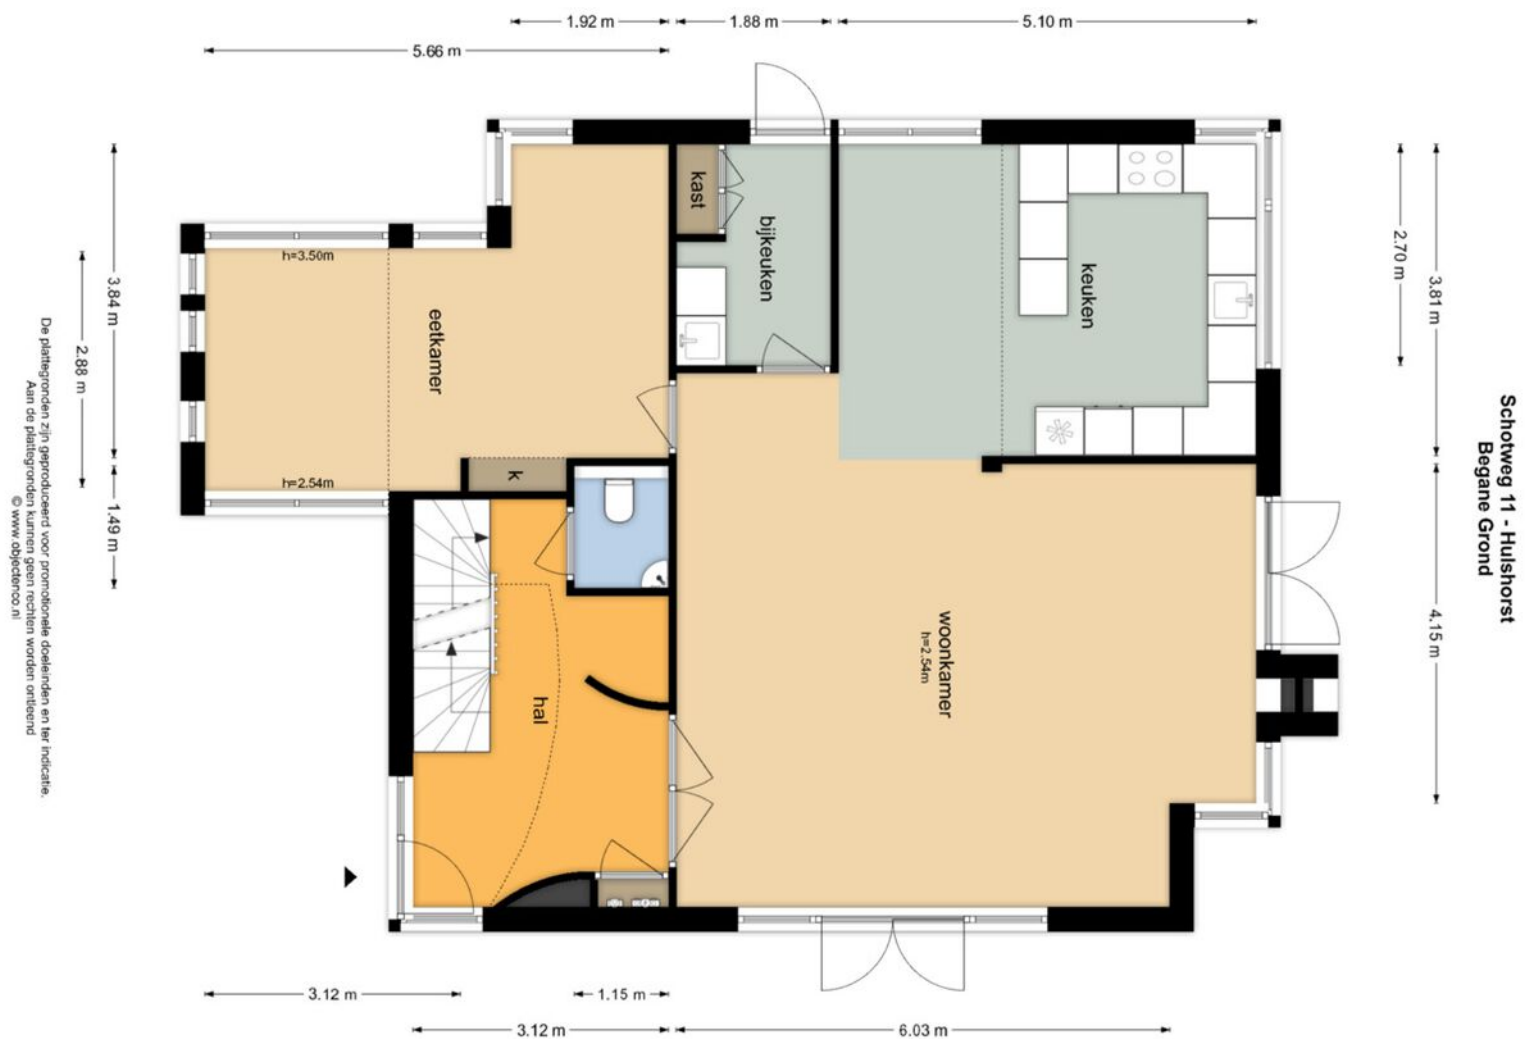 1.92 m
1.88 m
5.10 m
5.66 m
Schotweg 11 - Hulshorst
Begane Grond
kast
bijkeuken
keuken
h=3.50m
eetkamer
h=2.54m
k
hal
woonkamer
h=2.54m
3.84 m
2.88 m
1.49 m
2.70 m
3.81 m
4.15 m
3.12 m
1.15 m
3.12 m
6.03 m
De plattegronden zijn geproduceerd voor promotionele doeleinden en ter indicatie.
Aan de plattegronden kunnen geen rechten worden ontleend
© www.objectenco.nl